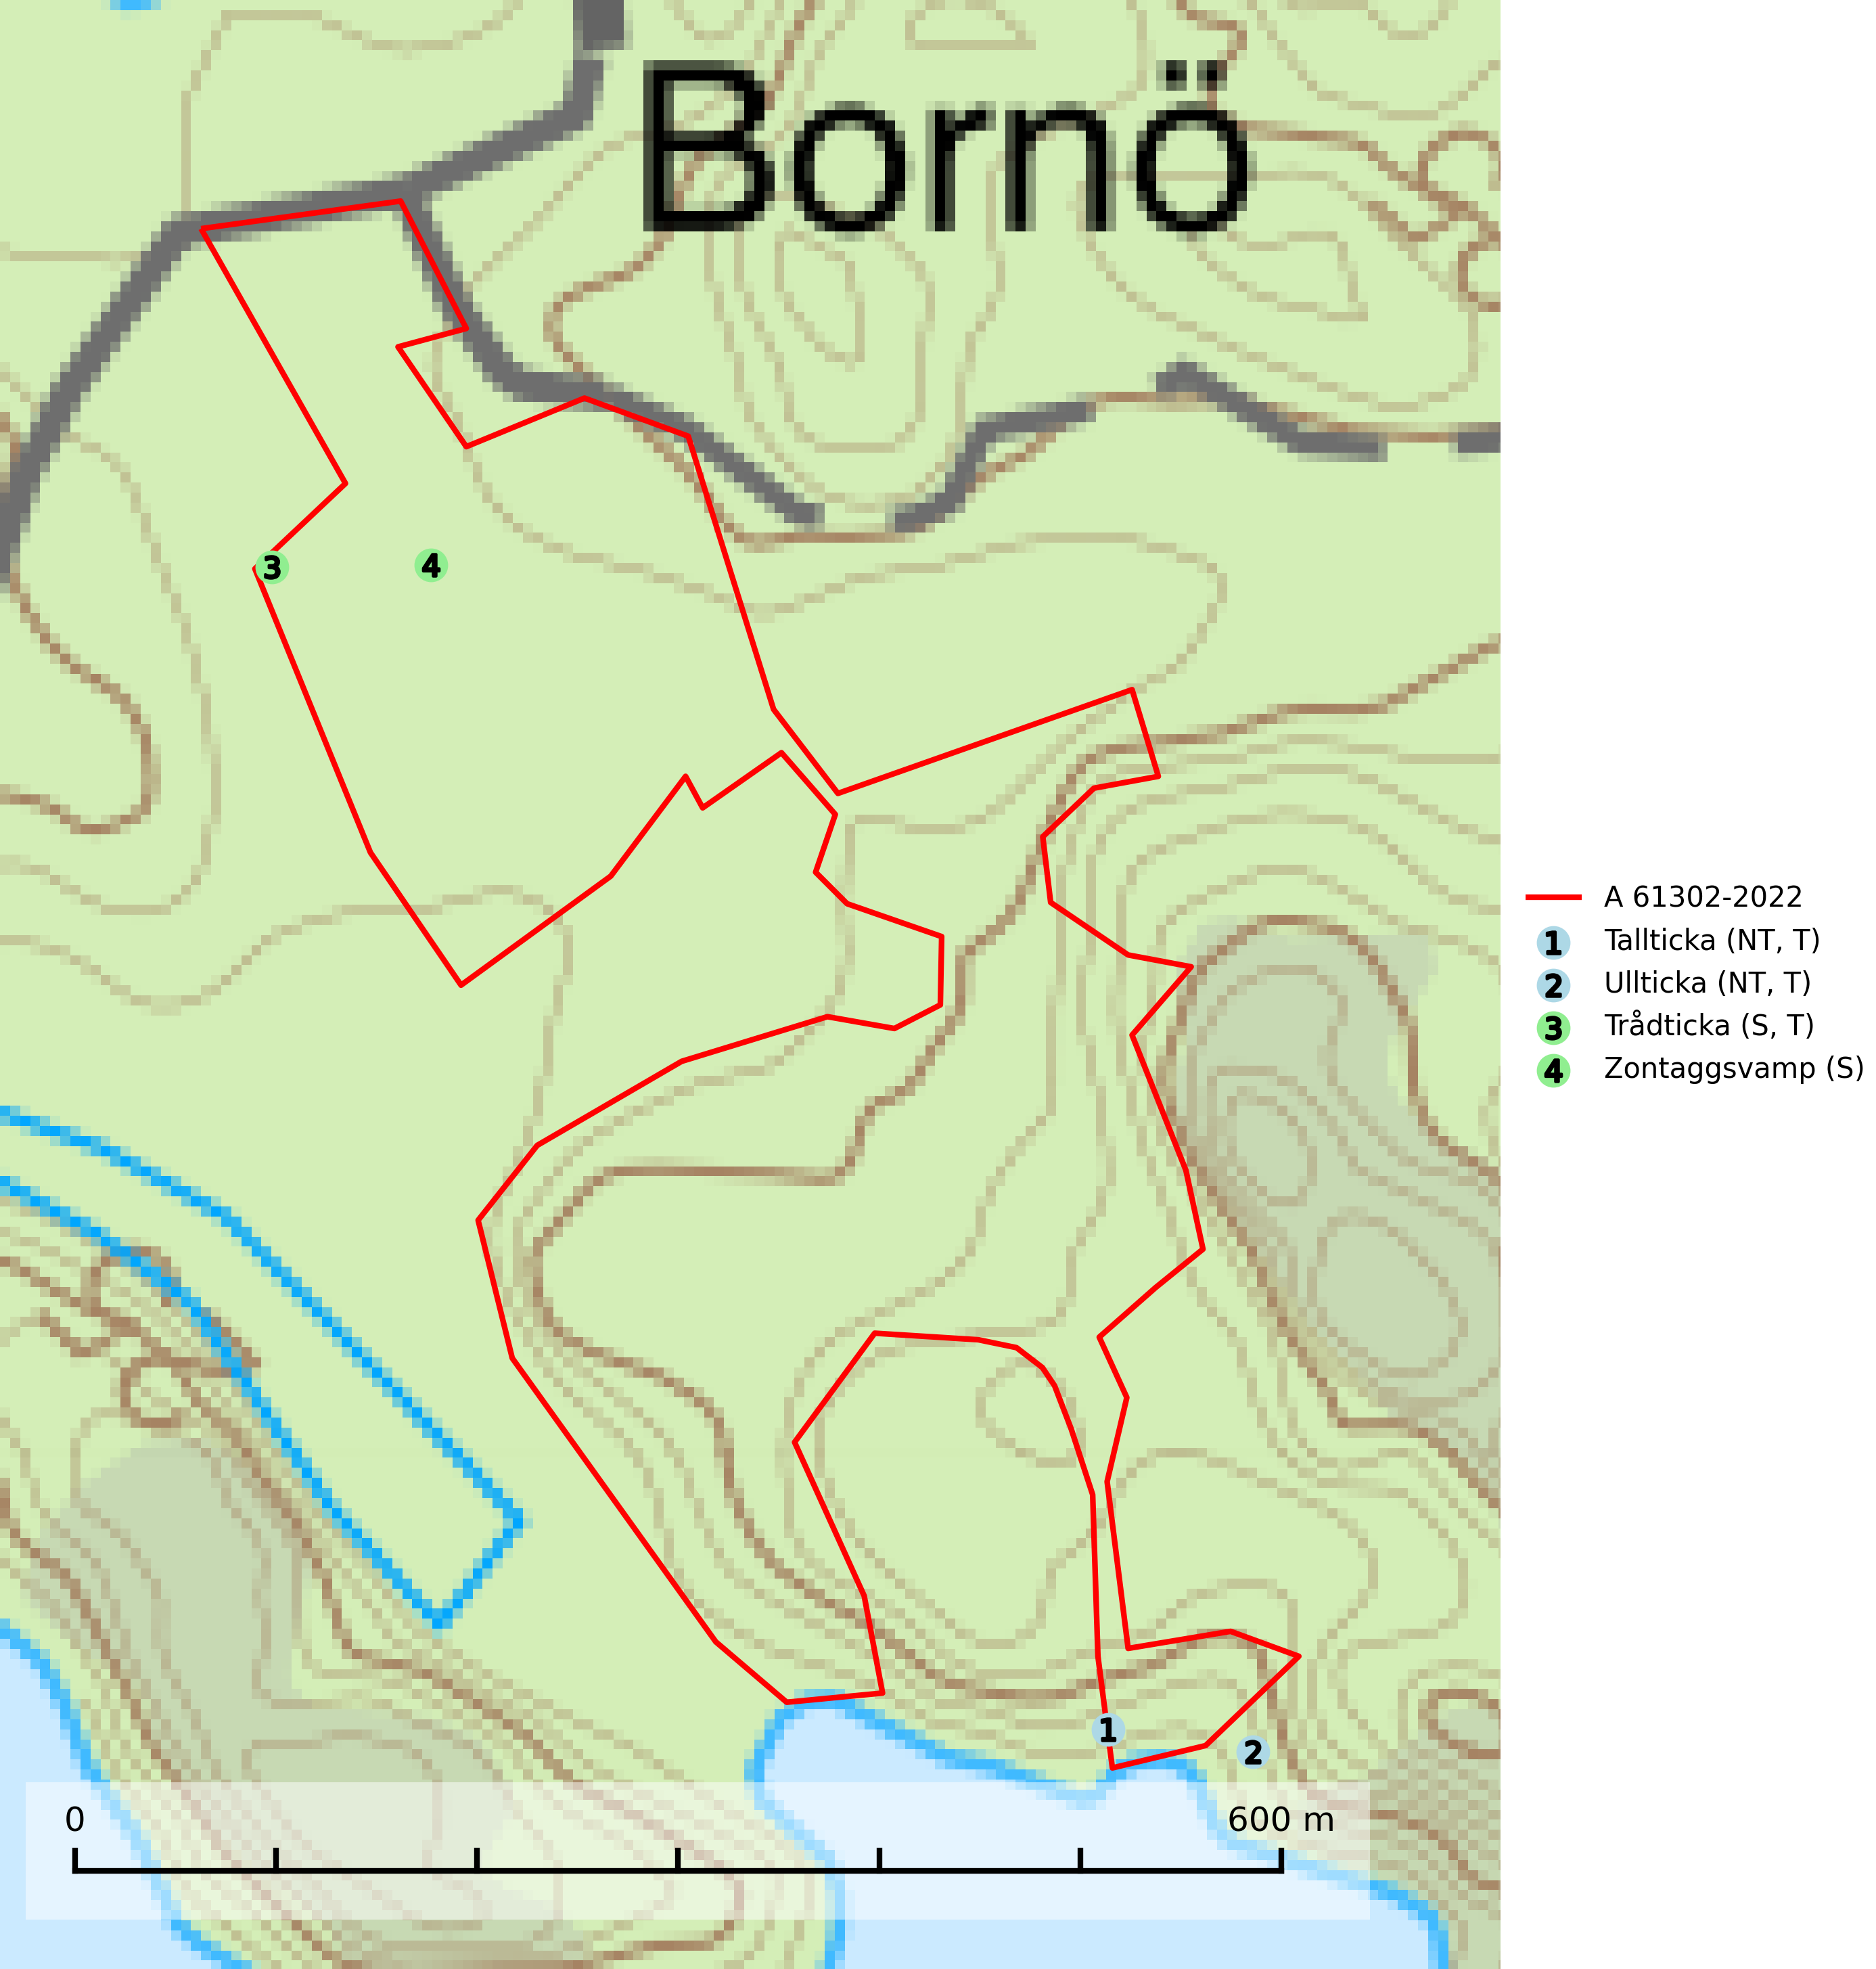 Bornö
3
4
1
2
0
600 m
A 61302-2022
1 Tallticka (NT, T)
2 Ullticka (NT, T)
3 Trådticka (S, T)
4 Zontaggsvamp (S)